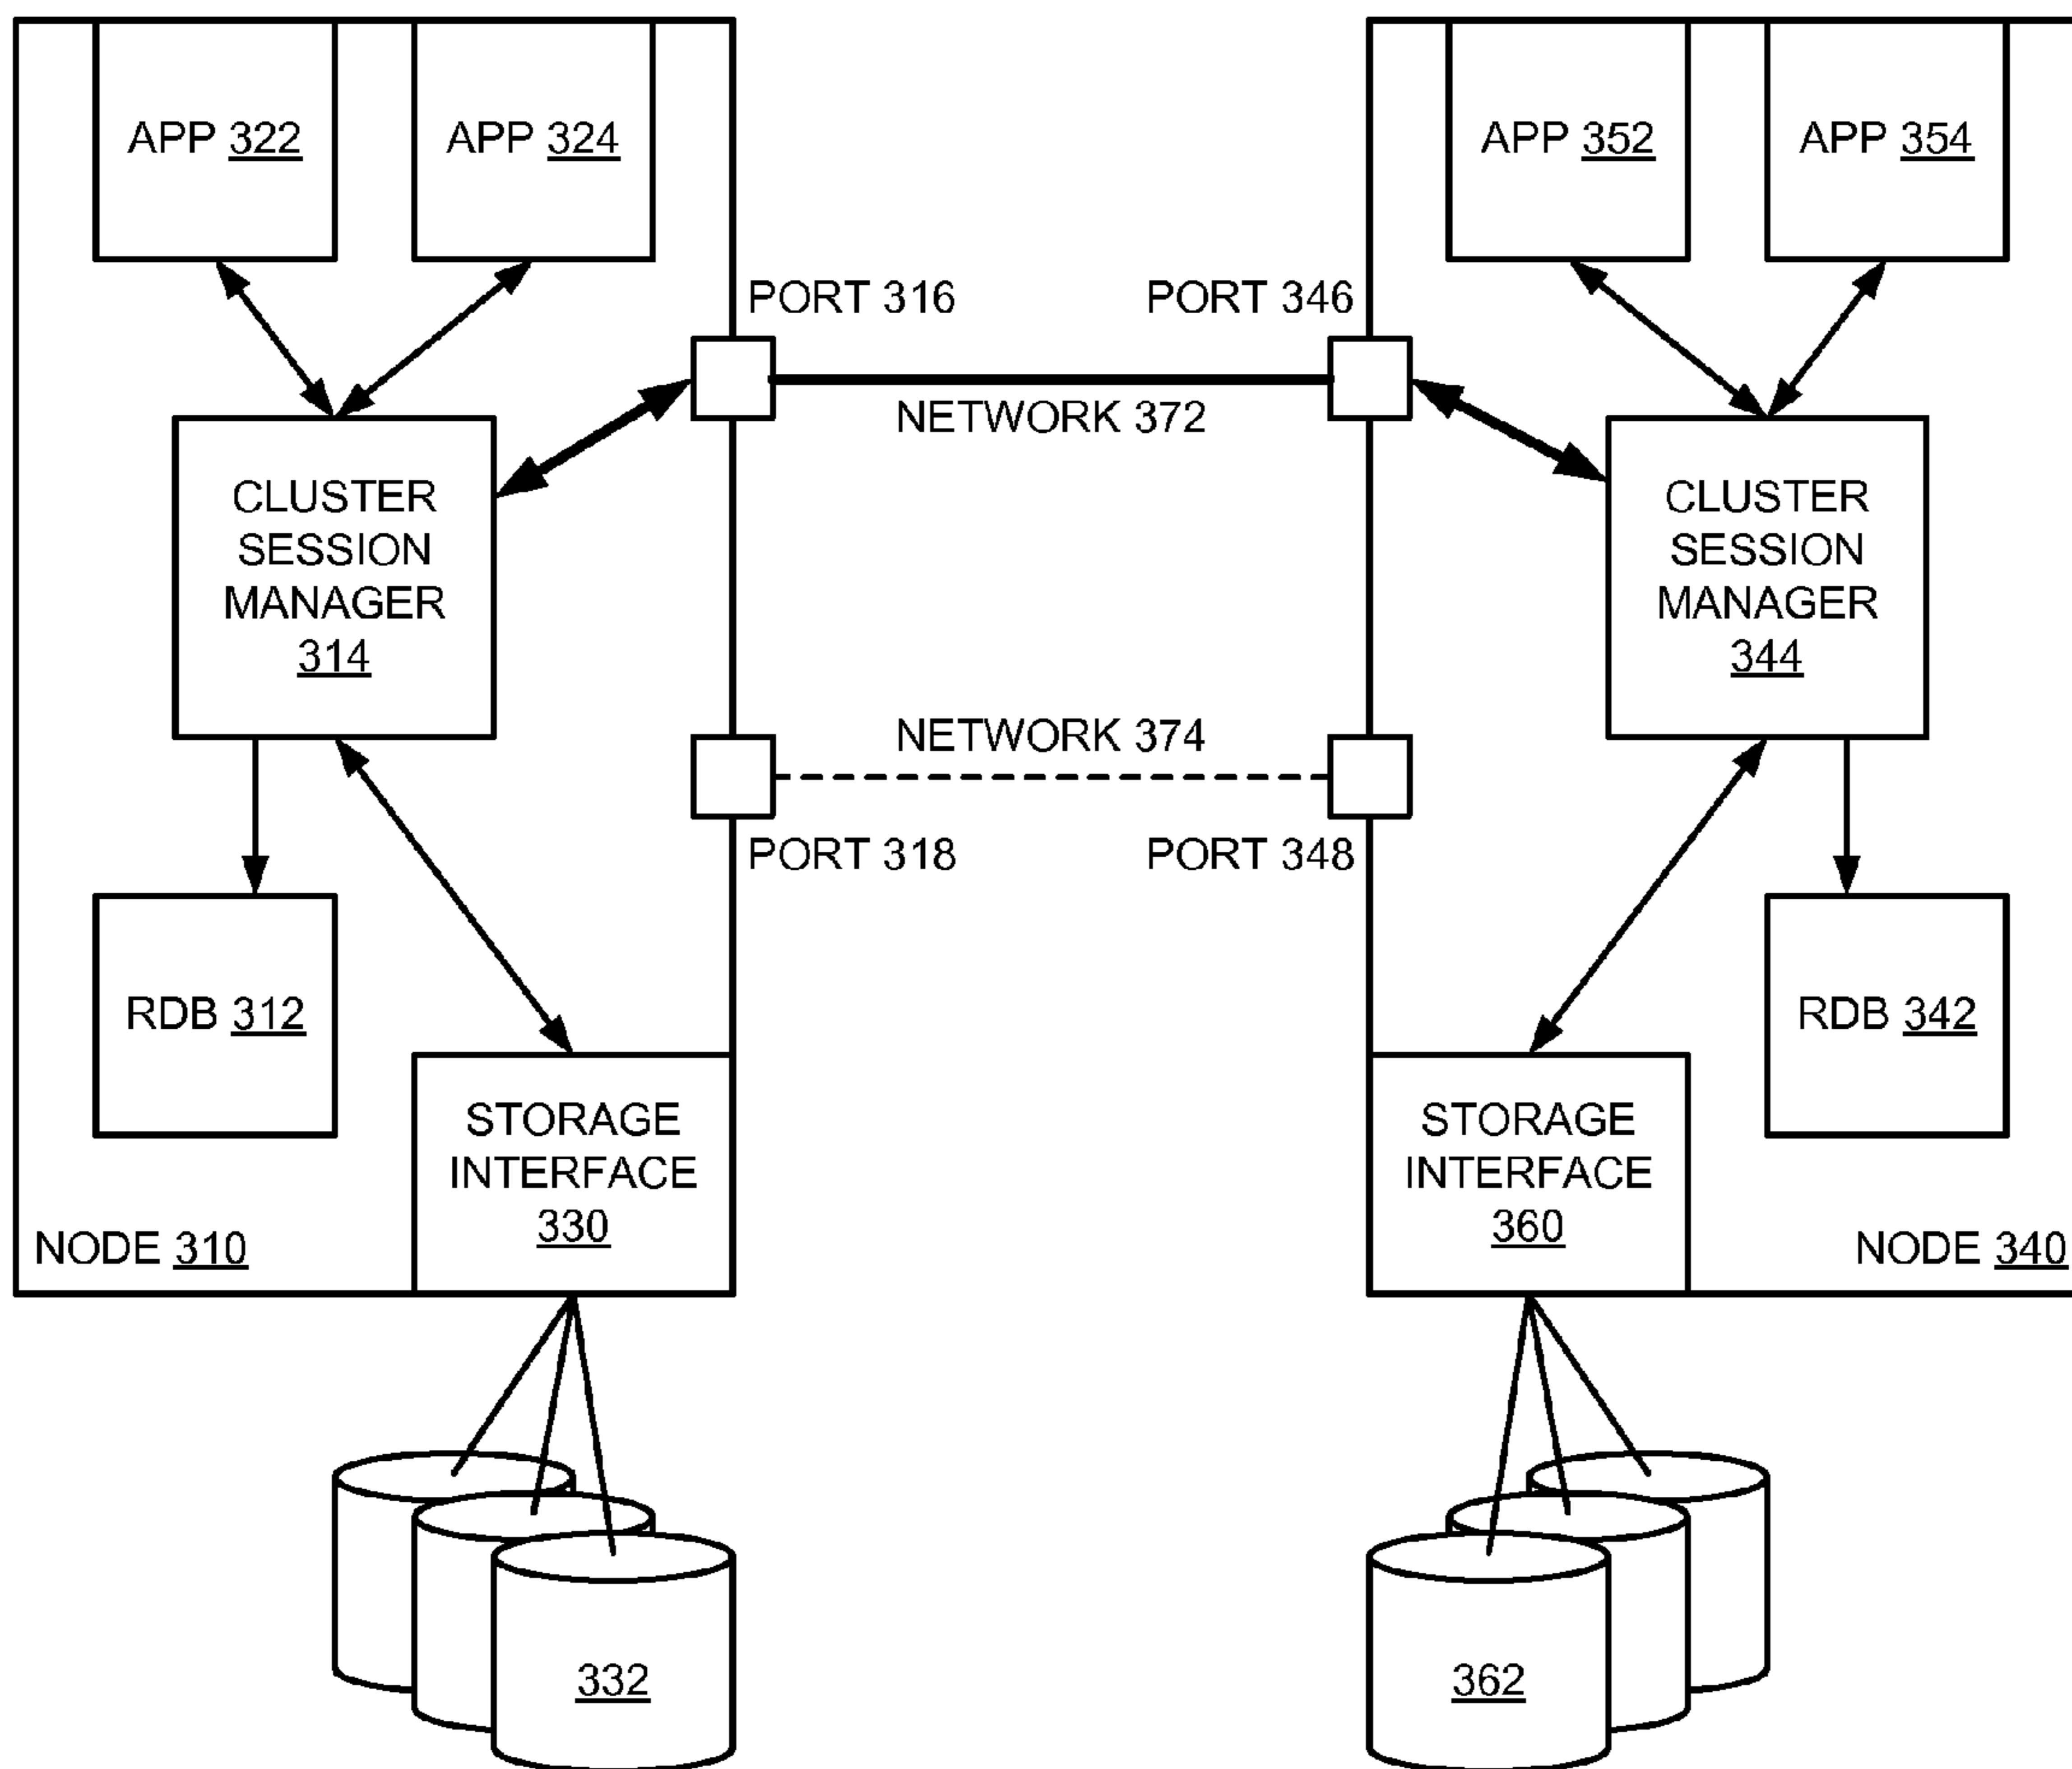 APP 322
APP 324
APP 352
APP 354
PORT 316
PORT 346
NETWORK 372
CLUSTER
SESSION
MANAGER
314
CLUSTER
SESSION
MANAGER
344
NETWORK 374
PORT 318
PORT 348
RDB 312
RDB 342
STORAGE
INTERFACE
330
STORAGE
INTERFACE
360
NODE 310
NODE 340
332
362